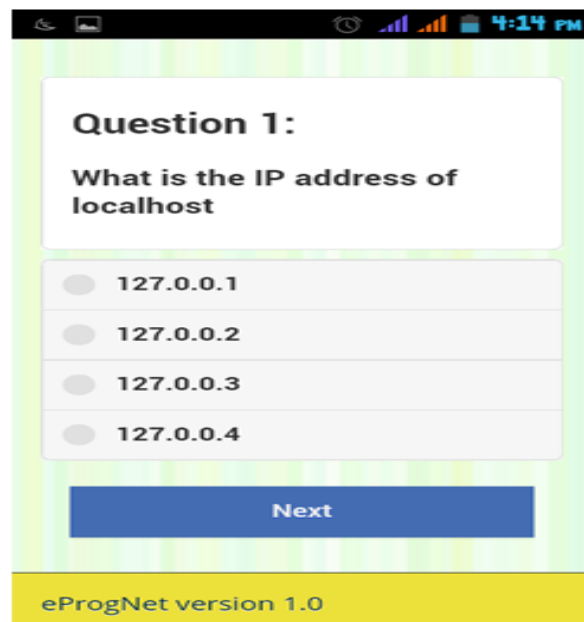 4:14 PM
Question 1:
What is the IP address of
localhost
127.0.0.1
127.0.0.2
127.0.0.3
127.0.0.4
Next
eProgNet version 1.0